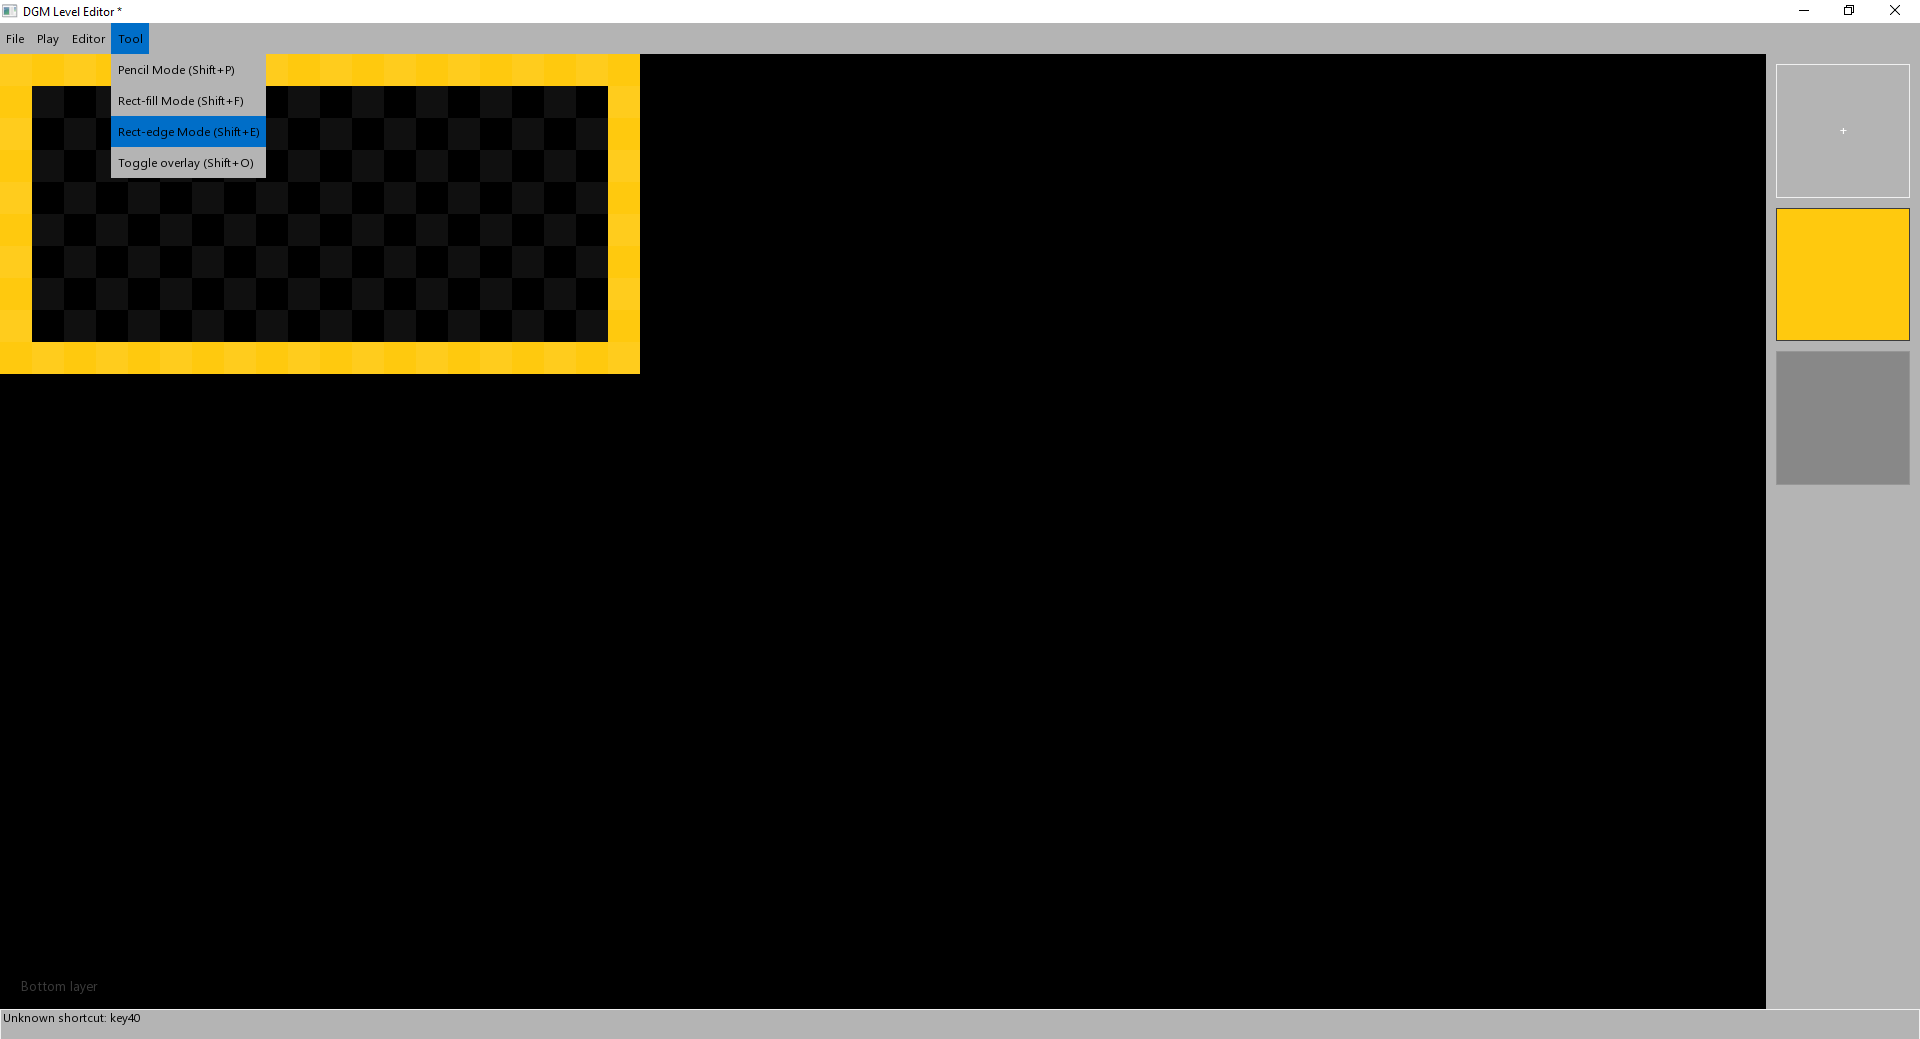 DGM Level Editor *
File Play Editor Tool
Pencil Mode (Shift+P)
Rect-fill Mode (Shift+F)
Rect-edge Mode (Shift+E)
Toggle overlay (Shift+O)
+
Bottom layer
Unknown shortcut: key40